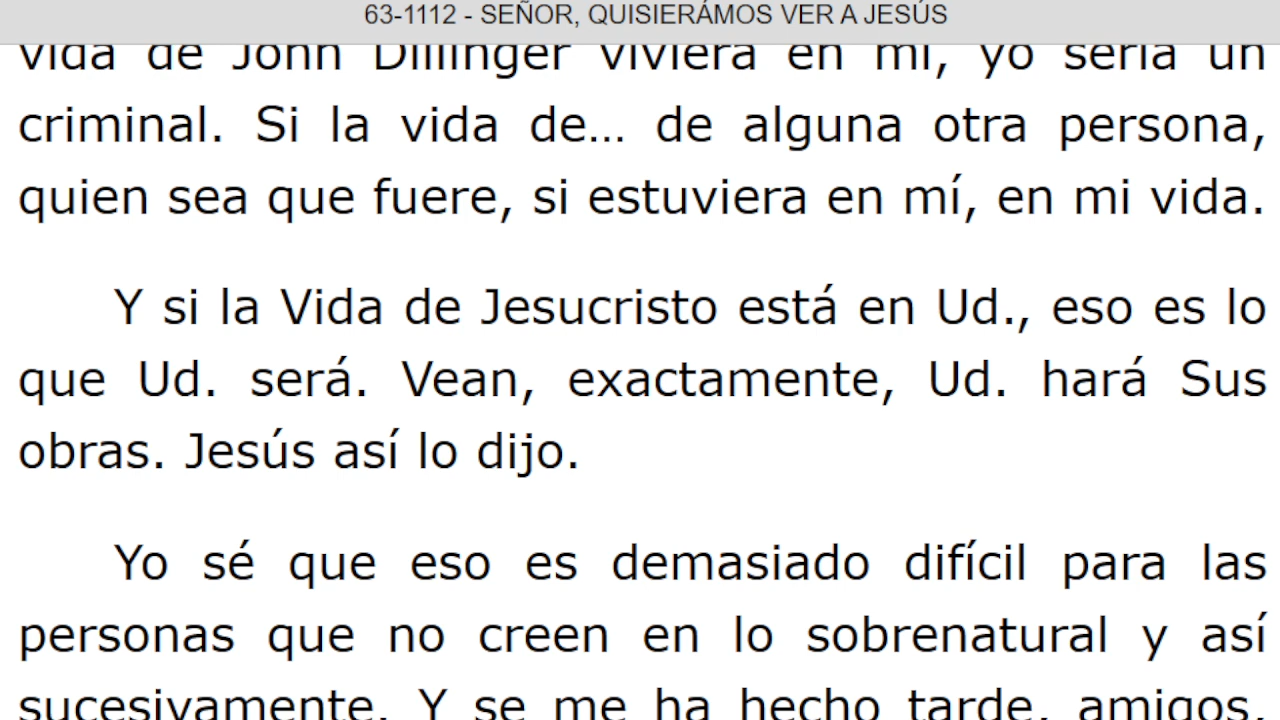 63-1112 - SEÑOR, QUISIERÁMOS VER A JESÚS
vida de John Dillinger viviera en mí, yo sería un
criminal. Si la vida de... de alguna otra persona,
quien sea que fuere, si estuviera en mí, en mi vida.
Y si la Vida de Jesucristo está en Ud., eso es lo
que Ud. será. Vean, exactamente, Ud. hará Sus
obras. Jesús así lo dijo.
Yo sé que eso es demasiado difícil para las
personas que no creen en lo sobrenatural y así
sucesivamente. Y se me ha hecho tarde, amigos,